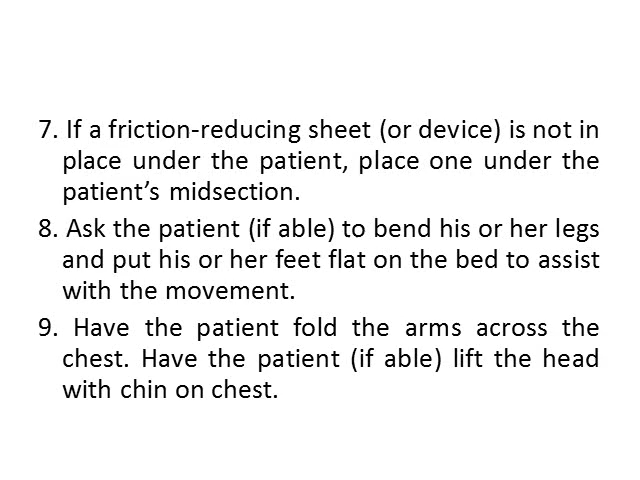 7. If a friction-reducing sheet (or device) is not in
place under the patient, place one under the
patient’s midsection.
8. Ask the patient (if able) to bend his or her legs
and put his or her feet flat on the bed to assist
with the movement.
9. Have the patient fold the arms across the
chest. Have the patient (if able) lift the head
with chin on chest.